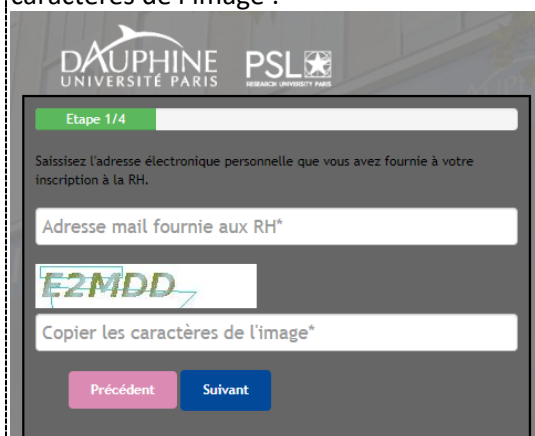 caractères de l'image :
DAUPHINE
UNIVERSITÉ PARIS
PSL
RESEARCH UNIVERSITY PARIS
Etape 1/4
Saisissez l'adresse électronique personnelle que vous avez fournie à votre
inscription à la RH.
Adresse mail fournie aux RH*
E2MDD
Copier les caractères de l'image*
Précédent
Suivant